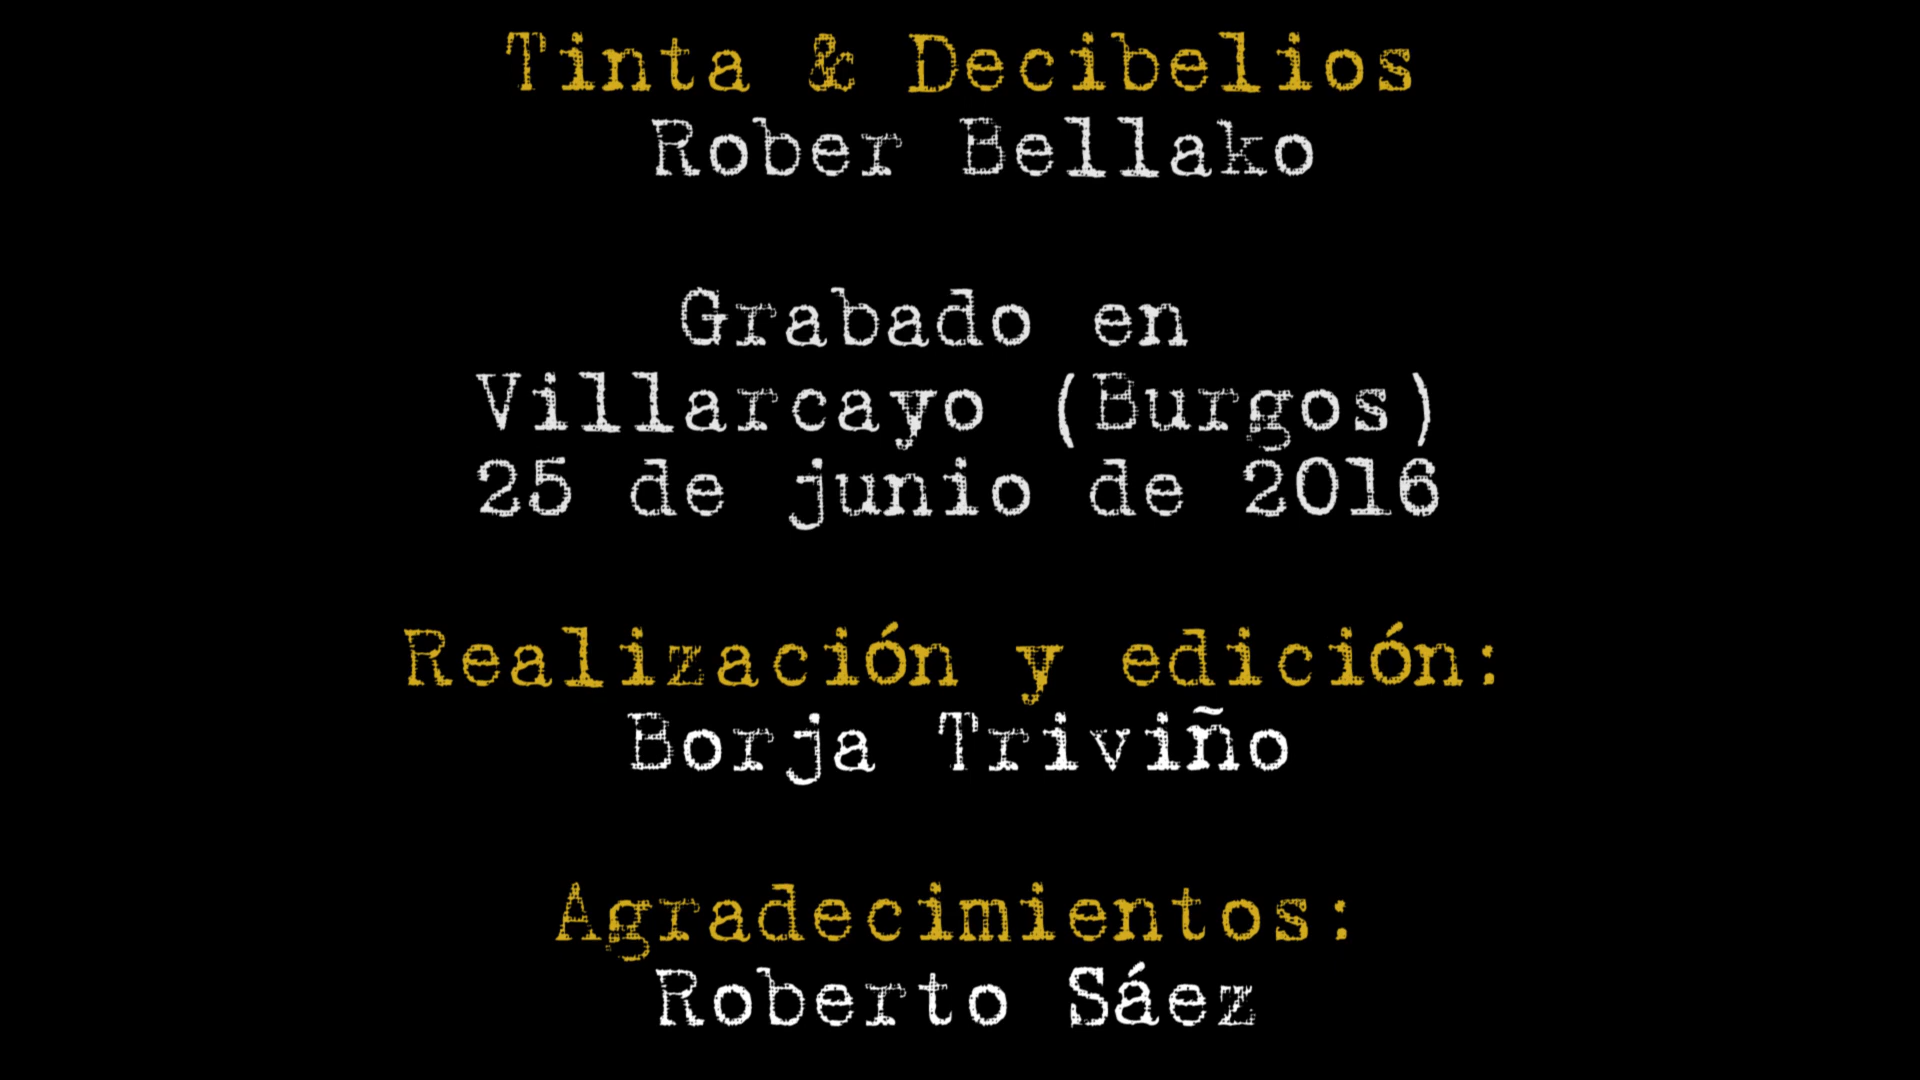 Tinta & Decibelios
Rober Bellako
Grabado en
Villarcayo (Burgos)
25 de junio de 2016
Realización y edición:
Borja Triviño
Agradecimientos:
Roberto Sáez